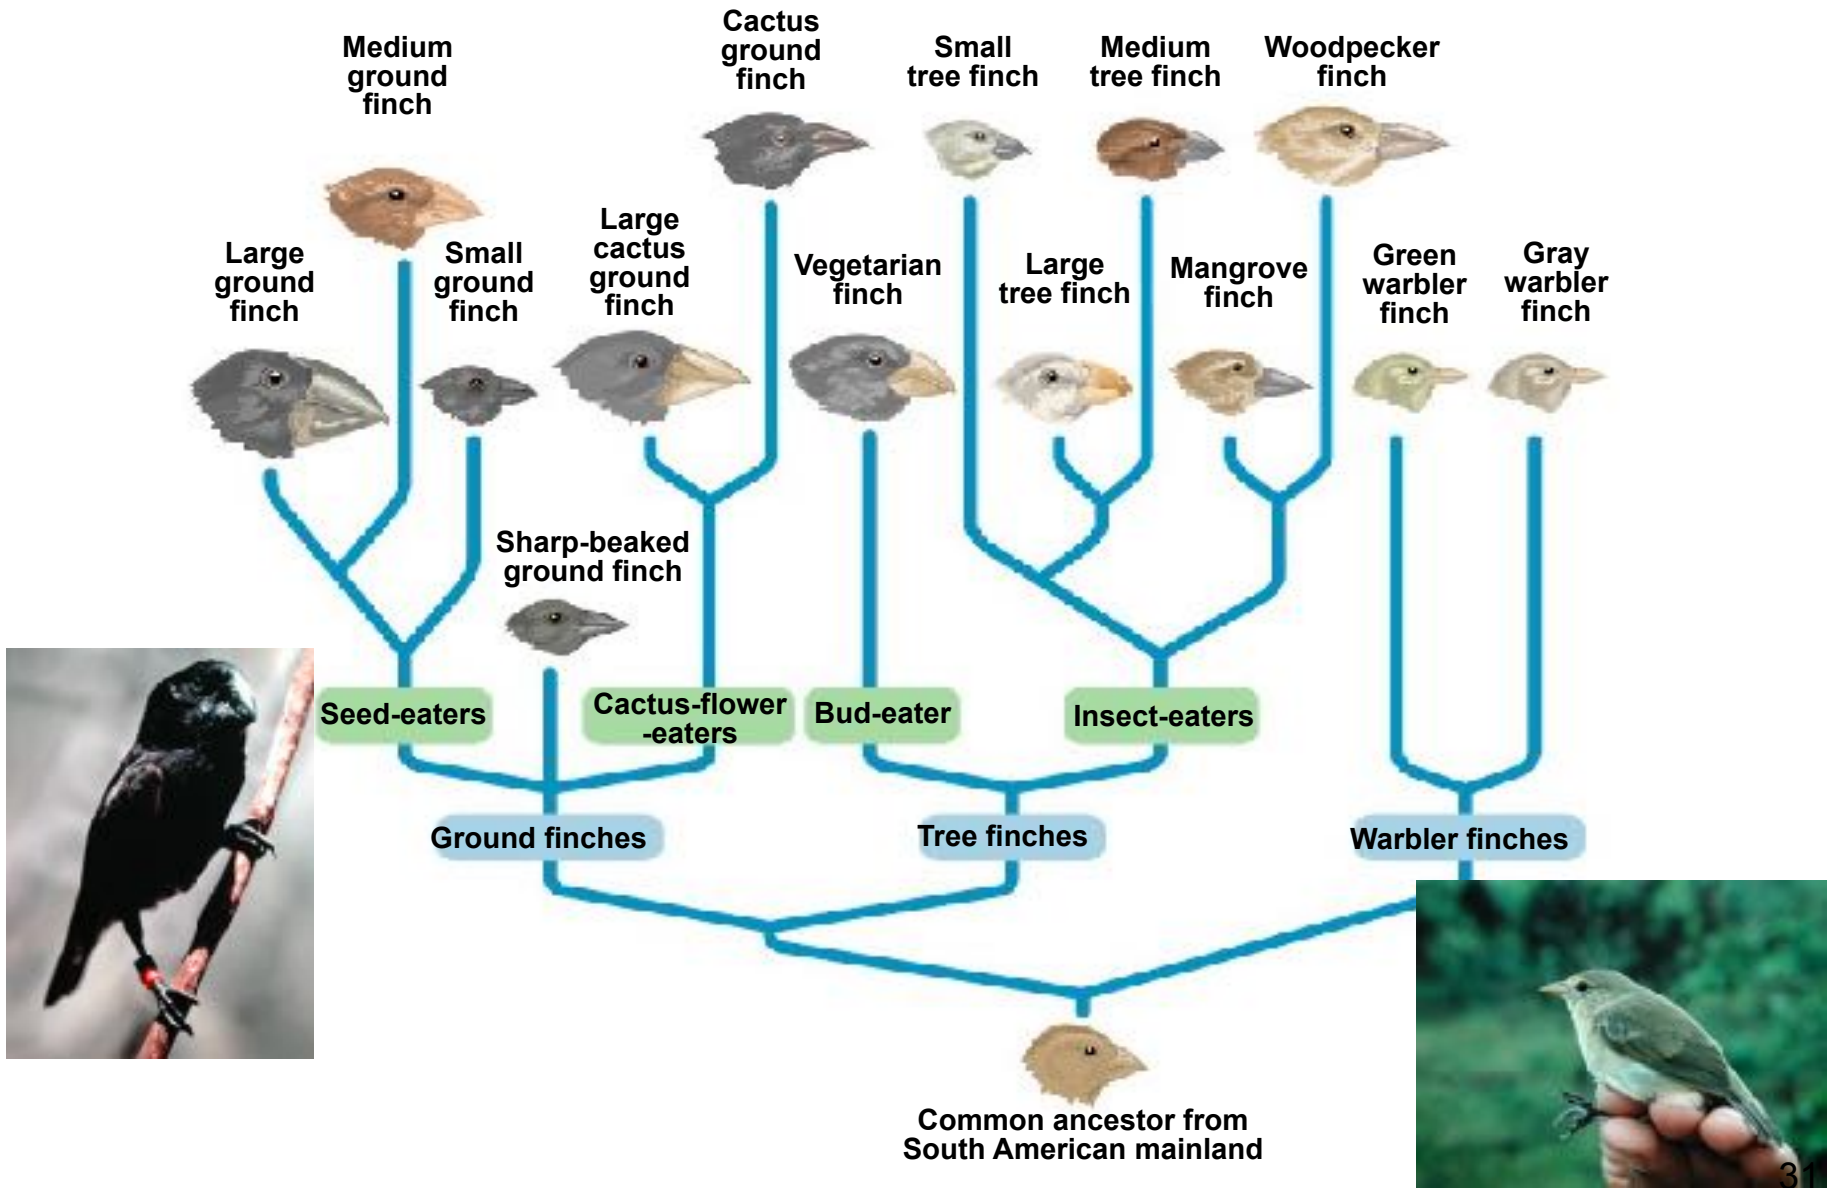 Medium
ground
finch
Cactus
ground
finch
Small
tree finch
Medium
tree finch
Woodpecker
finch
Large
ground
finch
Small
ground
finch
Large
cactus
ground
finch
Vegetarian
finch
Large
tree finch
Mangrove
finch
Green
warbler
finch
Gray
warbler
finch
Sharp-beaked
ground finch
Seed-eaters
Cactus-flower
-eaters
Bud-eater
Insect-eaters
Ground finches
Tree finches
Warbler finches
Common ancestor from
South American mainland
31